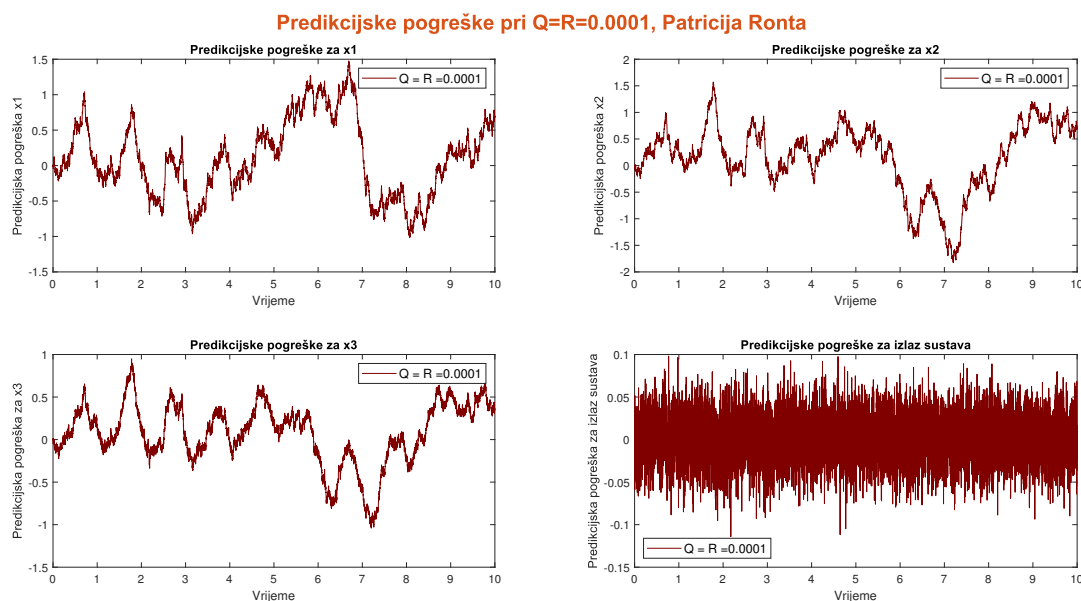 Predikcijske pogreške pri Q=R=0.0001, Patricija Ronta
Predikcijske pogreške za x1
Q = R =0.0001
Predikcijska pogreška x1
1.5
1
0.5
0
-0.5
-1
-1.5
0 1 2 3 4 5 6 7 8 9 10
Vrijeme
Predikcijske pogreške za x2
Q = R =0.0001
Predikcijska pogreška x2
2
1.5
1
0.5
0
-0.5
-1
-1.5
-2
0 1 2 3 4 5 6 7 8 9 10
Vrijeme
Predikcijske pogreške za x3
Q = R =0.0001
Predikcijska pogreška za x3
1
0.5
0
-0.5
-1
-1.5
0 1 2 3 4 5 6 7 8 9 10
Vrijeme
Predikcijske pogreške za izlaz sustava
Predikcijska pogreška za izlaz sustava
0.1
0.05
0
-0.05
-0.1
-0.15
Q = R =0.0001
0 1 2 3 4 5 6 7 8 9 10
Vrijeme